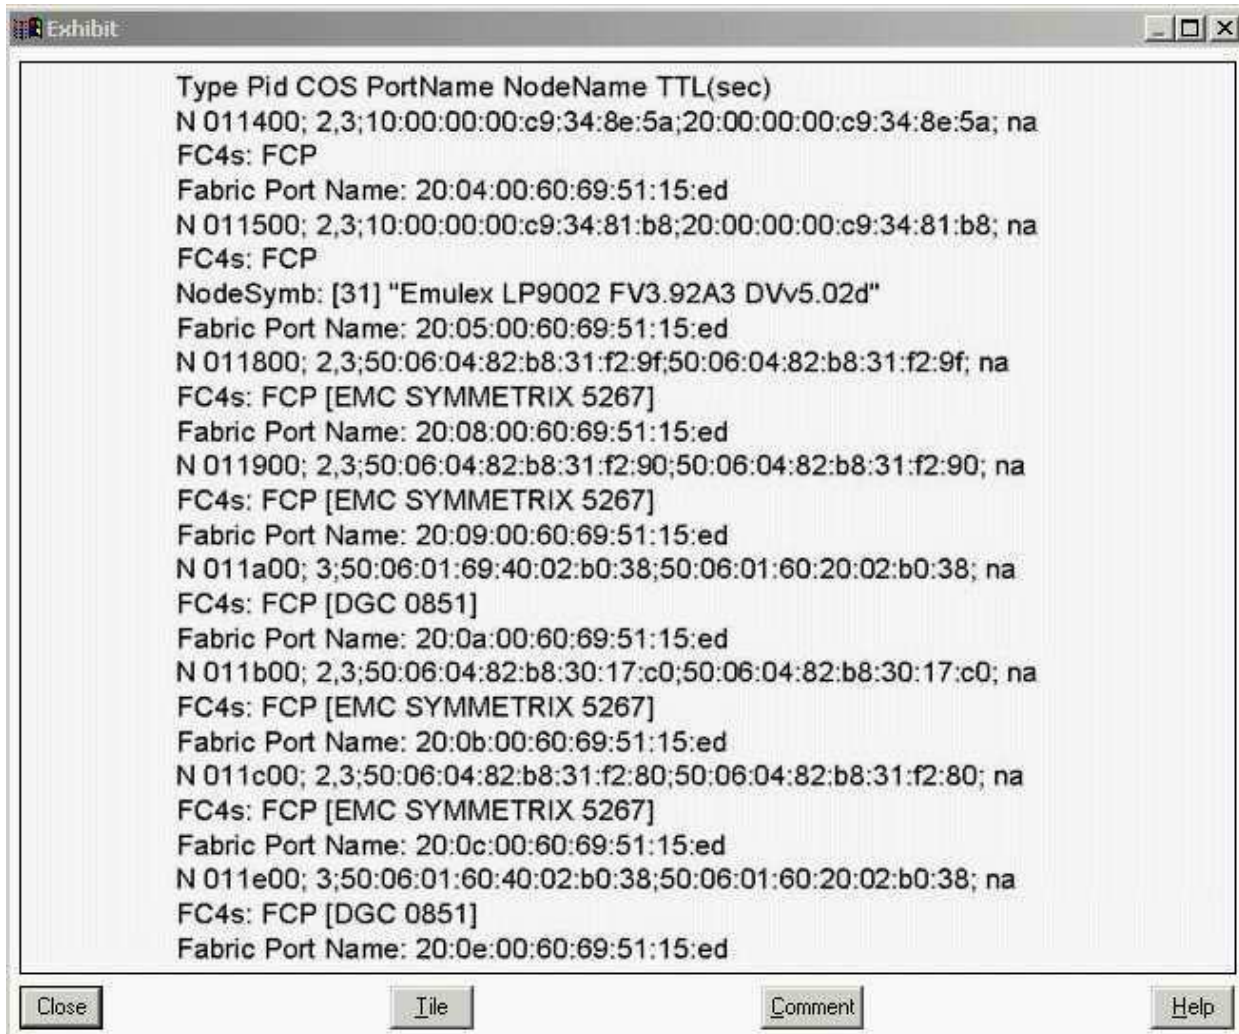 Exhibit
Type Pid COS PortName NodeName TTL(sec)
N 011400; 2,3;10:00:00:00:c9:34:8e:5a;20:00:00:00:c9:34:8e:5a; na
FC4s: FCP
Fabric Port Name: 20:04:00:60:69:51:15:ed
N 011500; 2,3;10:00:00:00:c9:34:81:b8;20:00:00:00:c9:34:81:b8; na
FC4s: FCP
NodeSymb: [31] "Emulex LP9002 FV3.92A3 DVv5.02d"
Fabric Port Name: 20:05:00:60:69:51:15:ed
N 011800; 2,3;50:06:04:82:b8:31:f2:9f;50:06:04:82:b8:31:f2:9f; na
FC4s: FCP [EMC SYMMETRIX 5267]
Fabric Port Name: 20:08:00:60:69:51:15:ed
N 011900; 2,3;50:06:04:82:b8:31:f2:90;50:06:04:82:b8:31:f2:90; na
FC4s: FCP [EMC SYMMETRIX 5267]
Fabric Port Name: 20:09:00:60:69:51:15:ed
N 011a00; 3;50:06:01:69:40:02:b0:38;50:06:01:60:20:02:b0:38; na
FC4s: FCP [DGC 0851]
Fabric Port Name: 20:0a:00:60:69:51:15:ed
N 011b00; 2,3;50:06:04:82:b8:30:17:c0;50:06:04:82:b8:30:17:c0; na
FC4s: FCP [EMC SYMMETRIX 5267]
Fabric Port Name: 20:0b:00:60:69:51:15:ed
N 011c00; 2,3;50:06:04:82:b8:31:f2:80;50:06:04:82:b8:31:f2:80; na
FC4s: FCP [EMC SYMMETRIX 5267]
Fabric Port Name: 20:0c:00:60:69:51:15:ed
N 011e00; 3;50:06:01:60:40:02:b0:38;50:06:01:60:20:02:b0:38; na
FC4s: FCP [DGC 0851]
Fabric Port Name: 20:0e:00:60:69:51:15:ed
Close Tile Comment Help